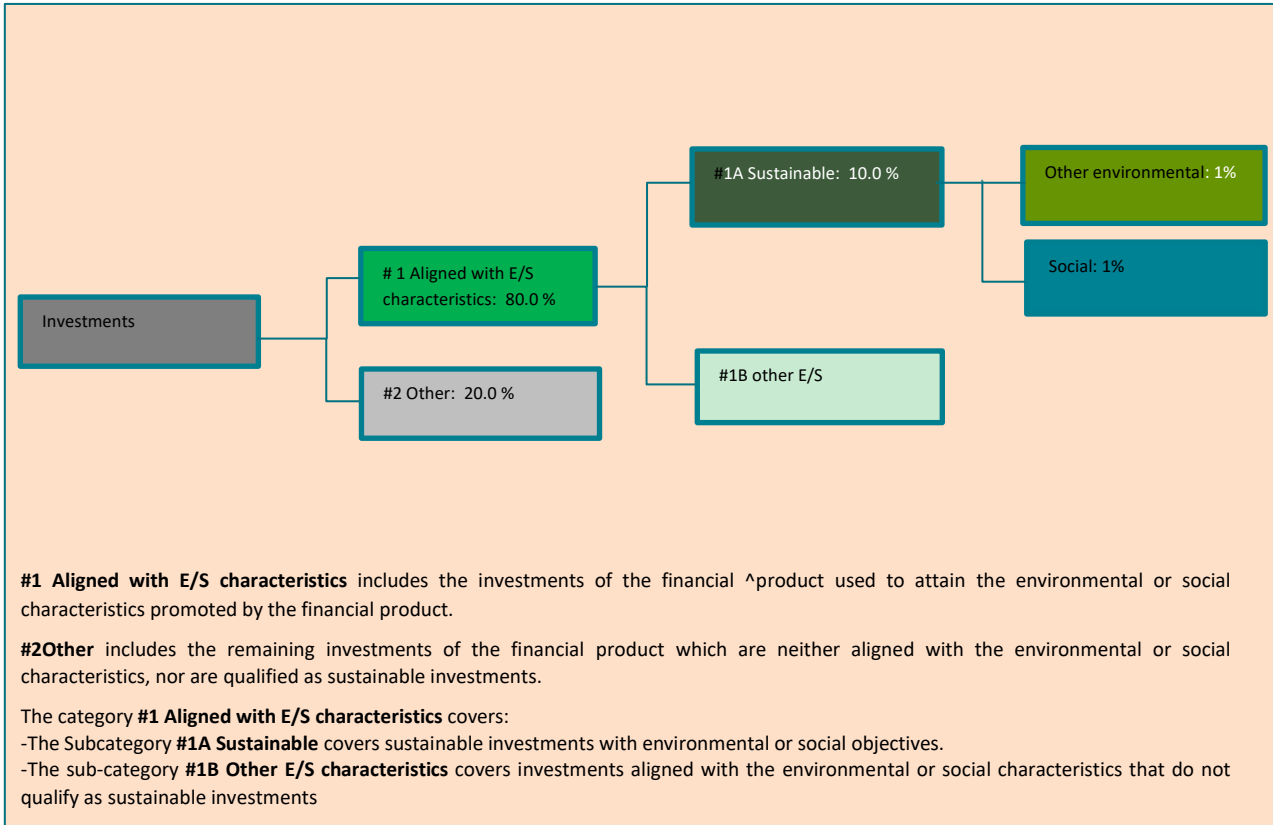 #1A Sustainable: 10.0 %
Other environmental: 1%
# 1 Aligned with E/S
characteristics: 80.0 %
Social: 1%
Investments
#2 Other: 20.0 %
#1B other E/S
#1 Aligned with E/S characteristics includes the investments of the financial ^product used to attain the environmental or social
characteristics promoted by the financial product.
#2Other includes the remaining investments of the financial product which are neither aligned with the environmental or social
characteristics, nor are qualified as sustainable investments.
The category #1 Aligned with E/S characteristics covers:
-The Subcategory #1A Sustainable covers sustainable investments with environmental or social objectives.
-The sub-category #1B Other E/S characteristics covers investments aligned with the environmental or social characteristics that do not
qualify as sustainable investments